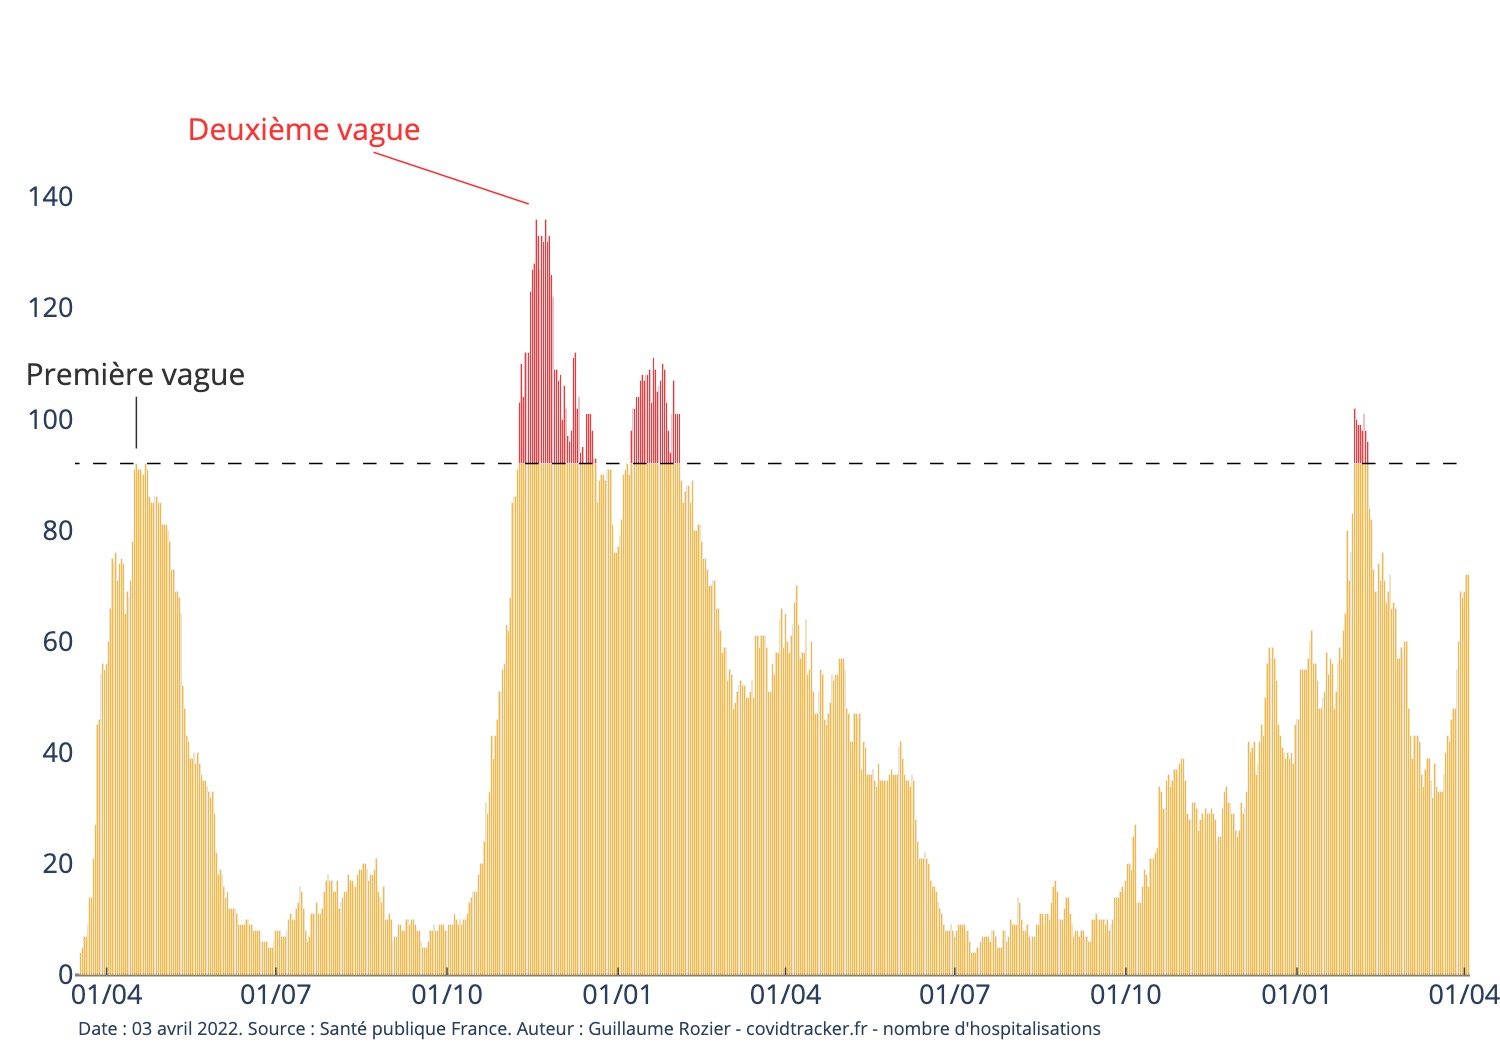 Deuxième vague
140
120
Première vague
100
80
60
40
20
0
01/04 01/07 01/10 01/01 01/04 01/07 01/10 01/01 01/04
Date : 03 avril 2022. Source : Santé publique France. Auteur : Guillaume Rozier - covidtracker.fr - nombre d'hospitalisations